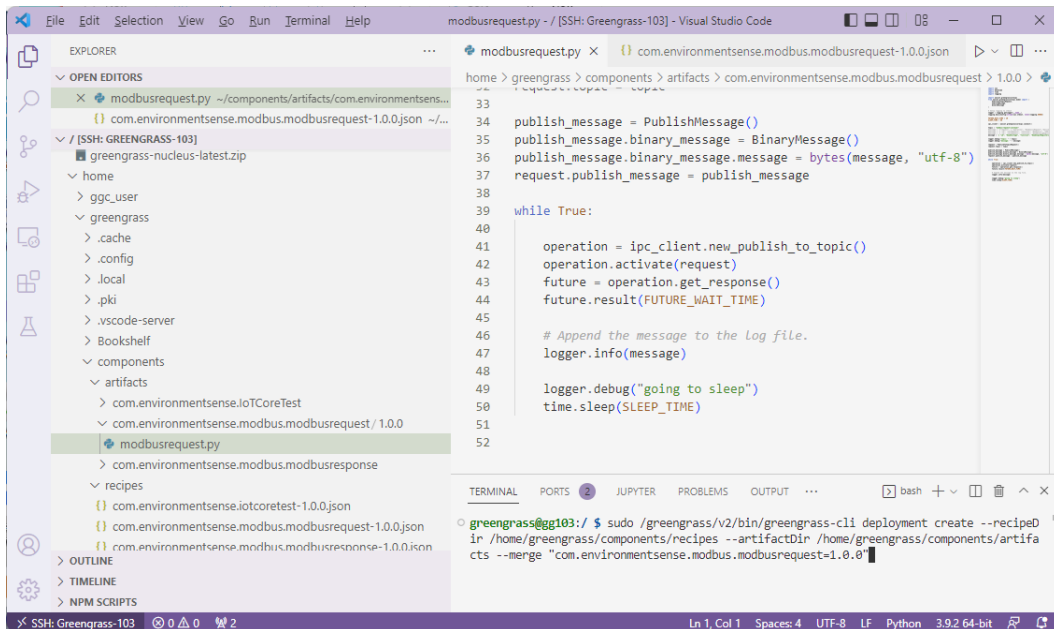 File Edit Selection View Go Run Terminal Help modbusrequest.py - / [SSH: Greengrass-103] - Visual Studio Code
EXPLORER
OPEN EDITORS
modbusrequest.py ~/components/artifacts/com.environmentsens...
com.environmentsense.modbus.modbusrequest-1.0.0.json ~/...
/ [SSH: GREENGRASS-103]
greengrass-nucleus-latest.zip
home
ggc_user
greengrass
.cache
.config
.local
.pki
.vscode-server
Bookshelf
components
artifacts
com.environmentsense.IoTCoreTest
com.environmentsense.modbus.modbusrequest / 1.0.0
modbusrequest.py
com.environmentsense.modbus.modbusresponse
recipes
{} com.environmentsense.iotcoretest-1.0.0.json
{} com.environmentsense.modbus.modbusrequest-1.0.0.json
{} com.environmentsense.modbus.modbusresponse-1.0.0.json
OUTLINE
TIMELINE
NPM SCRIPTS
modbusrequest.py {} com.environmentsense.modbus.modbusrequest-1.0.0.json
home > greengrass > components > artifacts > com.environmentsense.modbus.modbusrequest > 1.0.0 >
32 request.topic = topic
33
34 publish_message = PublishMessage()
35 publish_message.binary_message = BinaryMessage()
36 publish_message.binary_message.message = bytes(message, "utf-8")
37 request.publish_message = publish_message
38
39 while True:
40
41 operation = ipc_client.new_publish_to_topic()
42 operation.activate(request)
43 future = operation.get_response()
44 future.result(FUTURE_WAIT_TIME)
45
46 # Append the message to the log file.
47 logger.info(message)
48
49 logger.debug("going to sleep")
50 time.sleep(SLEEP_TIME)
51
52
TERMINAL PORTS 2 JUPYTER PROBLEMS OUTPUT ... bash
greengrass@gg103:/ $ sudo /greengrass/v2/bin/greengrass-cli deployment create --recipeD
ir /home/greengrass/components/recipes --artifactDir /home/greengrass/components/artifa
cts --merge "com.environmentsense.modbus.modbusrequest=1.0.0"
SSH: Greengrass-103 0 0 2 Ln 1, Col 1 Spaces: 4 UTF-8 LF Python 3.9.2 64-bit